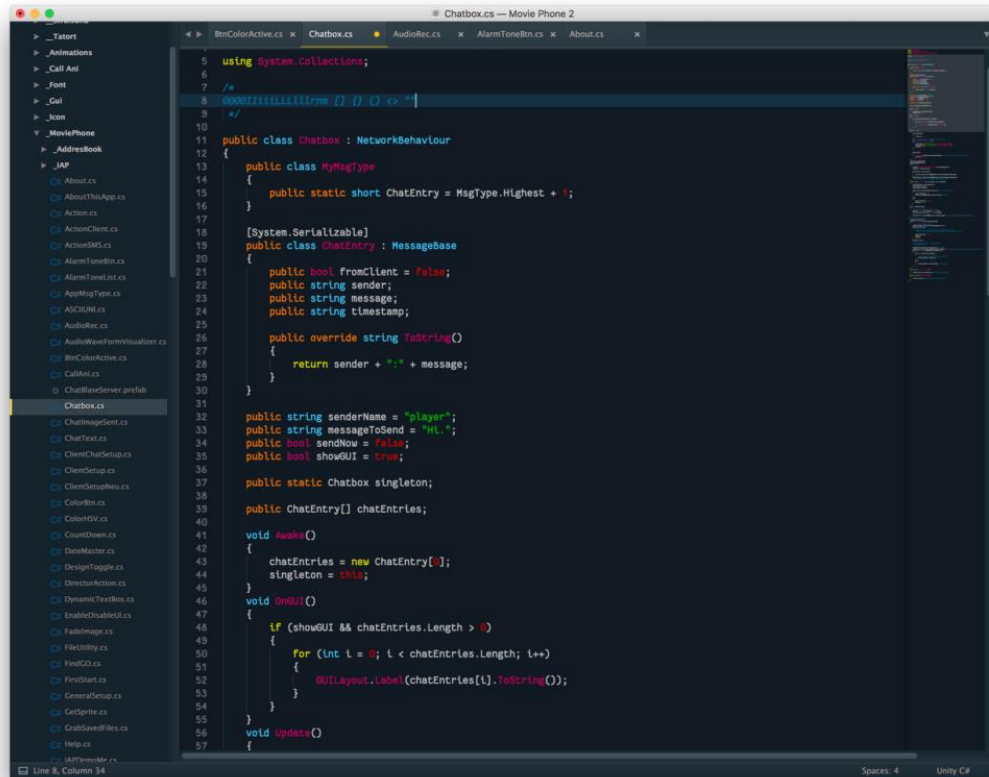 Chatbox.cs — Movie Phone 2
BtnColorActive.cs × Chatbox.cs AudioRec.cs × AlarmToneBtn.cs × About.cs ×
_Tatort
_Animations
_Call Ani
_Font
_Gui
_Icon
_MoviePhone
_AddresBook
_IAP
About.cs
AboutThisApp.cs
Action.cs
ActionClient.cs
ActionSMS.cs
AlarmToneBtn.cs
AlarmToneList.cs
AppMsgType.cs
ASCIIUNI.cs
AudioRec.cs
AudioWaveFormVisualizer.cs
BtnColorActive.cs
CallAni.cs
ChatBlaseServer.prefab
Chatbox.cs
ChatImageSent.cs
ChatText.cs
ClientChatSetup.cs
ClientSetup.cs
ClientSetupNeu.cs
ColorBtn.cs
ColorHSV.cs
CountDown.cs
DateMaster.cs
DesignToggle.cs
DirectorAction.cs
DynamicTextBox.cs
EnableDisableUI.cs
FadeImage.cs
FileUtility.cs
FindGO.cs
FirstStart.cs
GeneralSetup.cs
GetSprite.cs
GrabSavedFiles.cs
Help.cs
IAPDemoMe.cs
5 using System.Collections;
6
7 /*
8
9 */
10
11 public class Chatbox : NetworkBehaviour
12 {
13 public class MyMsgType
14 {
15 public static short ChatEntry = MsgType.Highest + 1;
16 }
17
18 [System.Serializable]
19 public class ChatEntry : MessageBase
20 {
21 public bool fromClient = false;
22 public string sender;
23 public string message;
24 public string timestamp;
25
26 public override string ToString()
27 {
28 return sender + ":" + message;
29 }
30 }
31
32 public string senderName = "player";
33 public string messageToSend = "Hi.";
34 public bool sendNow = false;
35 public bool showGUI = true;
36
37 public static Chatbox singleton;
38
39 public ChatEntry[] chatEntries;
40
41 void Awake()
42 {
43 chatEntries = new ChatEntry[0];
44 singleton = this;
45 }
46 void OnGUI()
47 {
48 if (showGUI && chatEntries.Length > 0)
49 {
50 for (int i = 0; i < chatEntries.Length; i++)
51 {
52 GUILayout.Label(chatEntries[i].ToString());
53 }
54 }
55 }
56 void Update()
57 {
Line 8, Column 34 Spaces: 4 Unity C#